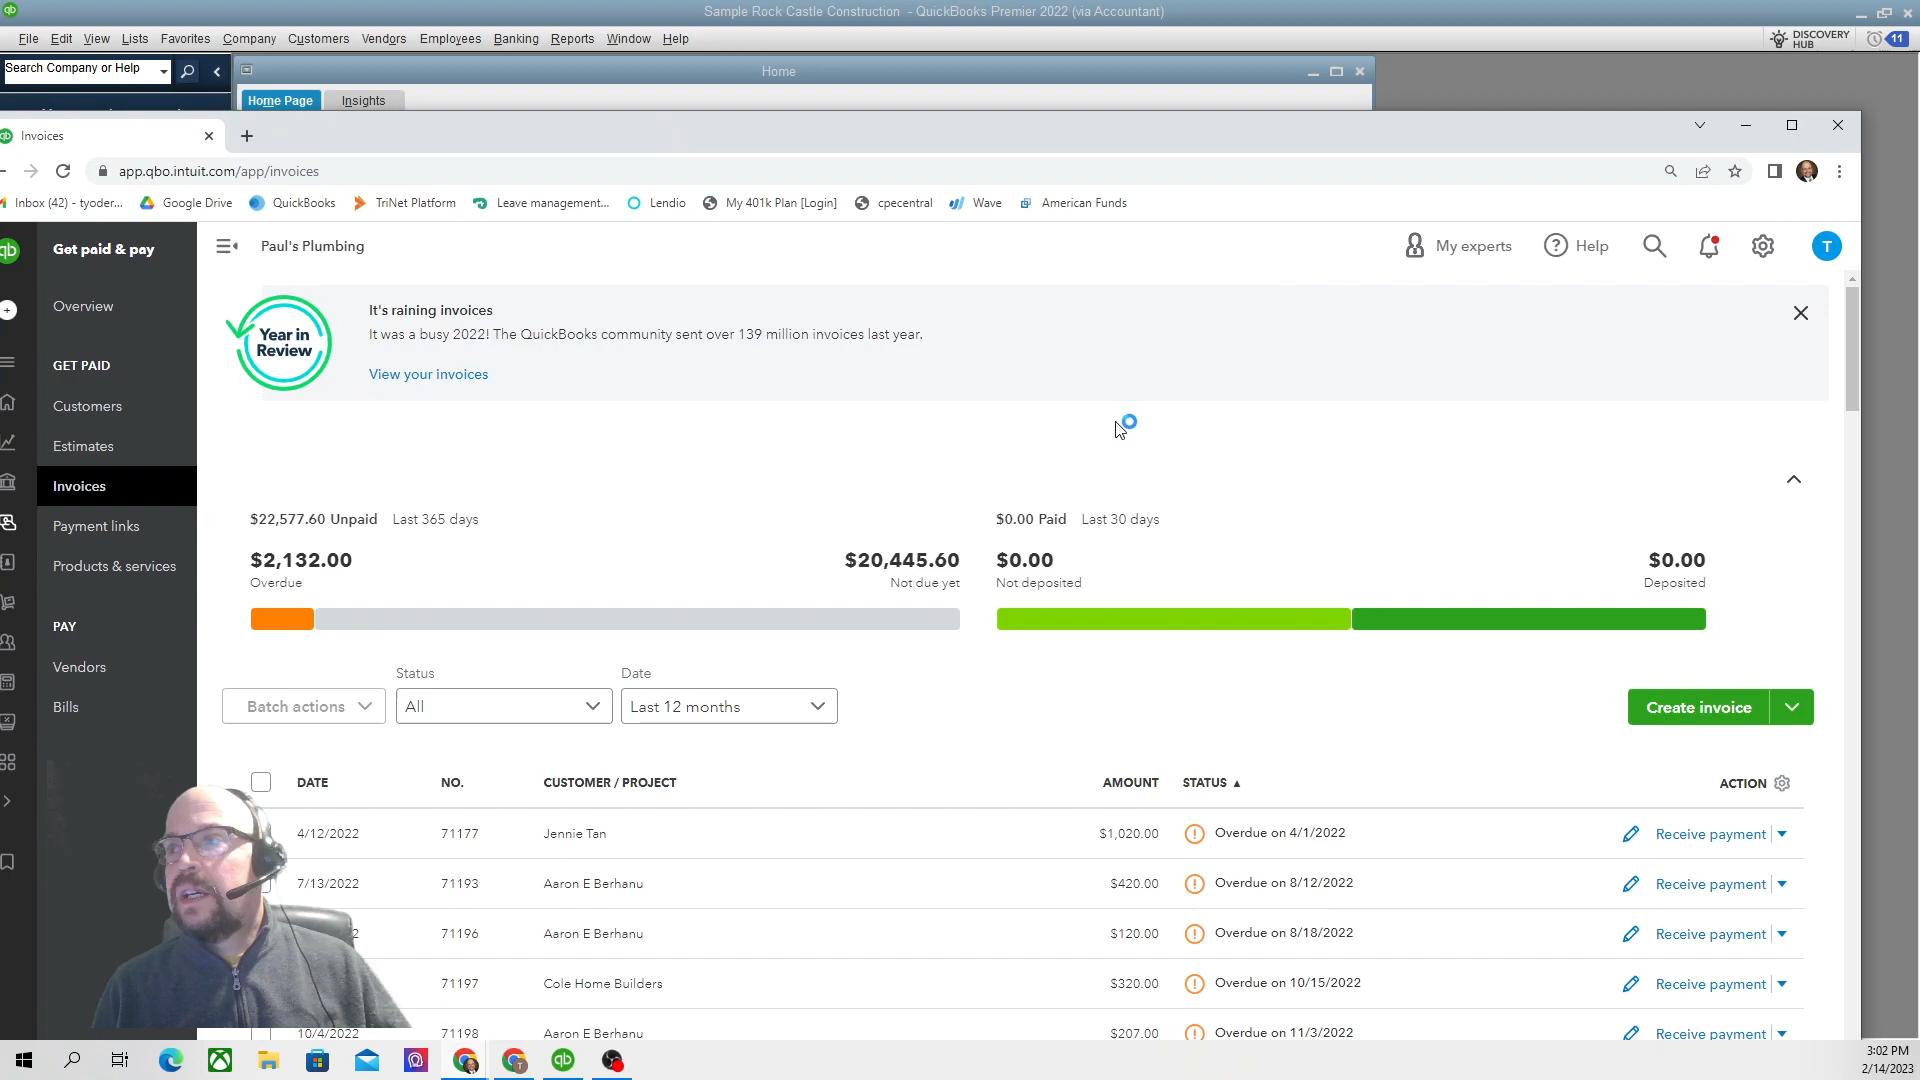 Sample Rock Castle Construction - QuickBooks Premier 2022 (via Accountant)
File Edit View Lists Favorites Company Customers Vendors Employees Banking Reports Window Help
DISCOVERY HUB 11
Search Company or Help
Home
Home Page Insights
Invoices
app.qbo.intuit.com/app/invoices
Inbox (42) - tyoder... Google Drive QuickBooks TriNet Platform Leave management... Lendio My 401k Plan [Login] cpecentral Wave American Funds
Get paid & pay
Paul's Plumbing
My experts Help T
Overview
GET PAID
Customers
Estimates
Invoices
Payment links
Products & services
PAY
Vendors
Bills
Year in
Review
It's raining invoices
It was a busy 2022! The QuickBooks community sent over 139 million invoices last year.
View your invoices
$22,577.60 Unpaid Last 365 days
$0.00 Paid Last 30 days
$2,132.00 $20,445.60 $0.00 $0.00
Overdue Not due yet Not deposited Deposited
Status Date
Batch actions All Last 12 months Create invoice
DATE NO. CUSTOMER / PROJECT AMOUNT STATUS ▲ ACTION
4/12/2022 71177 Jennie Tan $1,020.00 Overdue on 4/1/2022 Receive payment
7/13/2022 71193 Aaron E Berhanu $420.00 Overdue on 8/12/2022 Receive payment
2 71196 Aaron E Berhanu $120.00 Overdue on 8/18/2022 Receive payment
71197 Cole Home Builders $320.00 Overdue on 10/15/2022 Receive payment
10/4/2022 71198 Aaron E Berhanu $207.00 Overdue on 11/3/2022 Receive payment
3:02 PM
2/14/2023